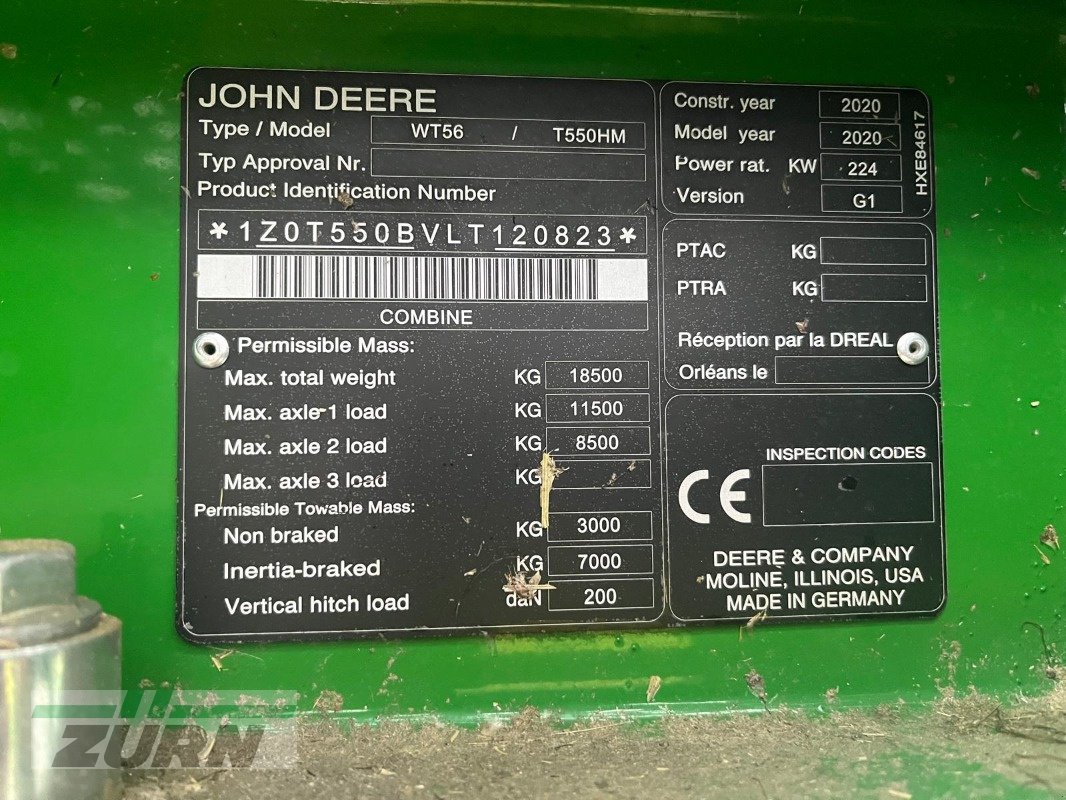 JOHN DEERE
Type / Model WT56 / T550HM
Typ Approval Nr.
Product Identification Number
*1Z0T550BVLT120823*
COMBINE
Permissible Mass:
Max. total weight KG 18500
Max. axle 1 load KG 11500
Max. axle 2 load KG 8500
Max. axle 3 load KG
Permissible Towable Mass:
Non braked KG 3000
Inertia-braked KG 7000
Vertical hitch load daN 200
Constr. year 2020
Model year 2020
Power rat. KW 224
Version G1
HXE84617
PTAC KG
PTRA KG
Réception par la DREAL
Orléans le
INSPECTION CODES
CE
DEERE & COMPANY
MOLINE, ILLINOIS, USA
MADE IN GERMANY
ZÜRN